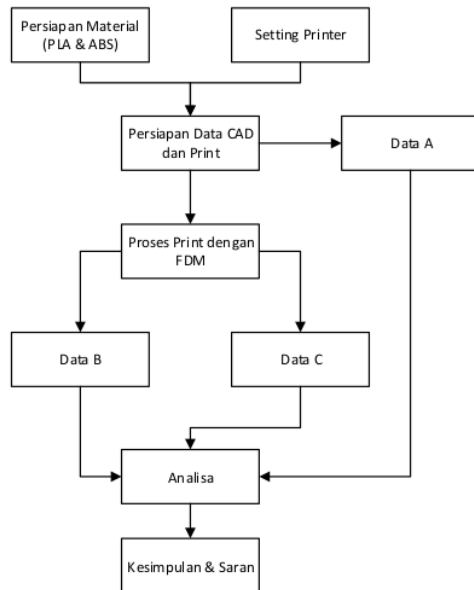 Persiapan Material
(PLA & ABS)
Setting Printer
Persiapan Data CAD
dan Print
Data A
Proses Print dengan
FDM
Data B
Data C
Analisa
Kesimpulan & Saran